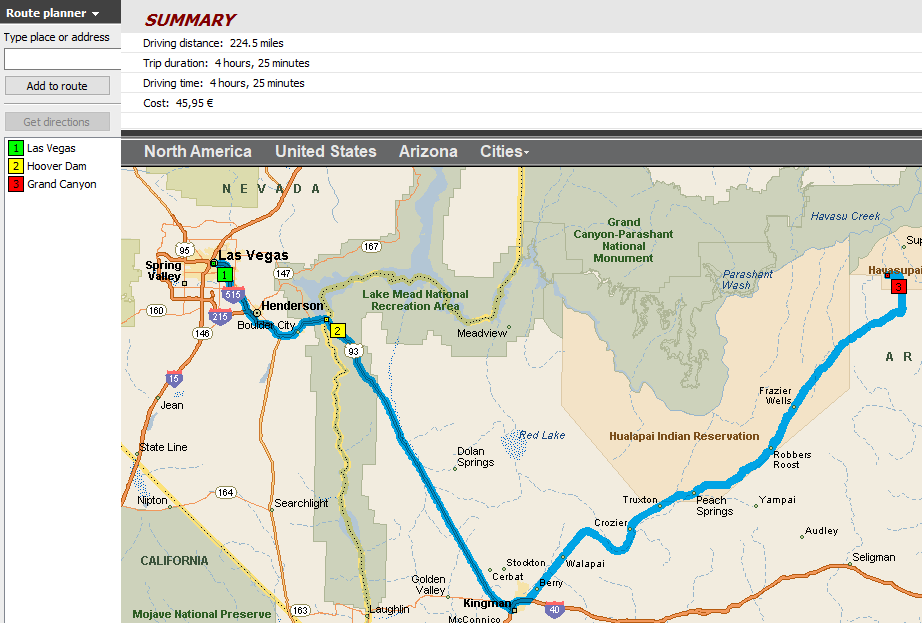 Route planner
Type place or address
Add to route
Get directions
1 Las Vegas
2 Hoover Dam
3 Grand Canyon
SUMMARY
Driving distance: 224.5 miles
Trip duration: 4 hours, 25 minutes
Driving time: 4 hours, 25 minutes
Cost: 45,95 €
North America United States Arizona Cities
NEVADA
Havasu Creek
Grand
Canyon-Parashant
National
Monument
95
167
Las Vegas
Spring
Valley
1
147
Parashant
Wash
Havasupai
3
515
Lake Mead National
Recreation Area
160
215
Henderson
Boulder City
2
146
Meadview
93
A R
15
Jean
Frazier
Wells
State Line
Red Lake
Hualapai Indian Reservation
Dolan
Springs
Robbers
Roost
Nipton
164
Searchlight
Truxton
Peach
Springs
Yampai
Crozier
Audley
CALIFORNIA
Stockton
Walapai
Seligman
Cerbat
Golden
Valley
Berry
Mojave National Preserve
163
Laughlin
Kingman
40
McConnico